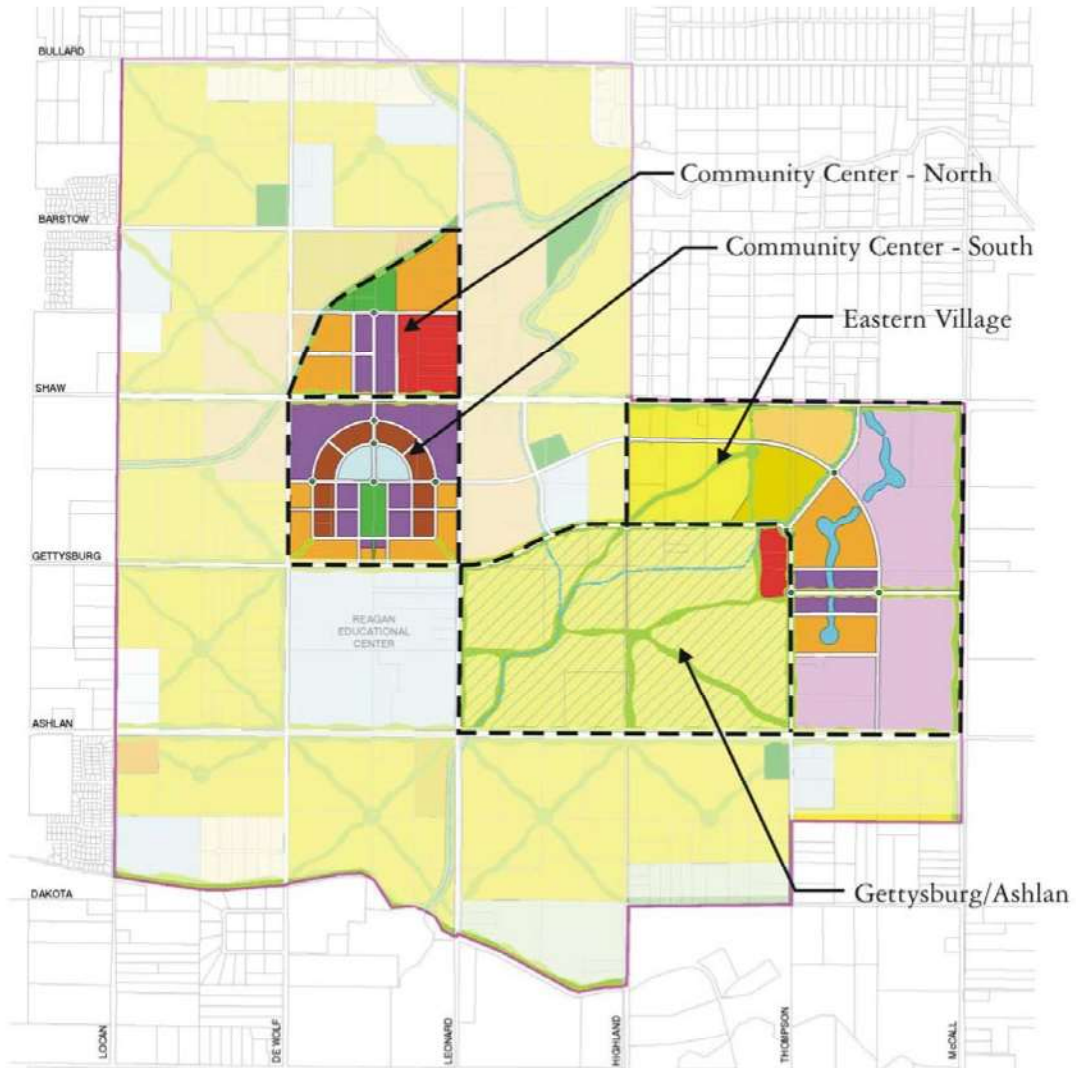 BULLARD
Community Center - North
BARSTOW
Community Center - South
Eastern Village
SHAW
GETTYSBURG
REAGAN
EDUCATIONAL
CENTER
ASHLAN
DAKOTA
Gettysburg/Ashlan
LOCAN
DE WOLF
LEONARD
HIGHLAND
THOMPSON
McCALL